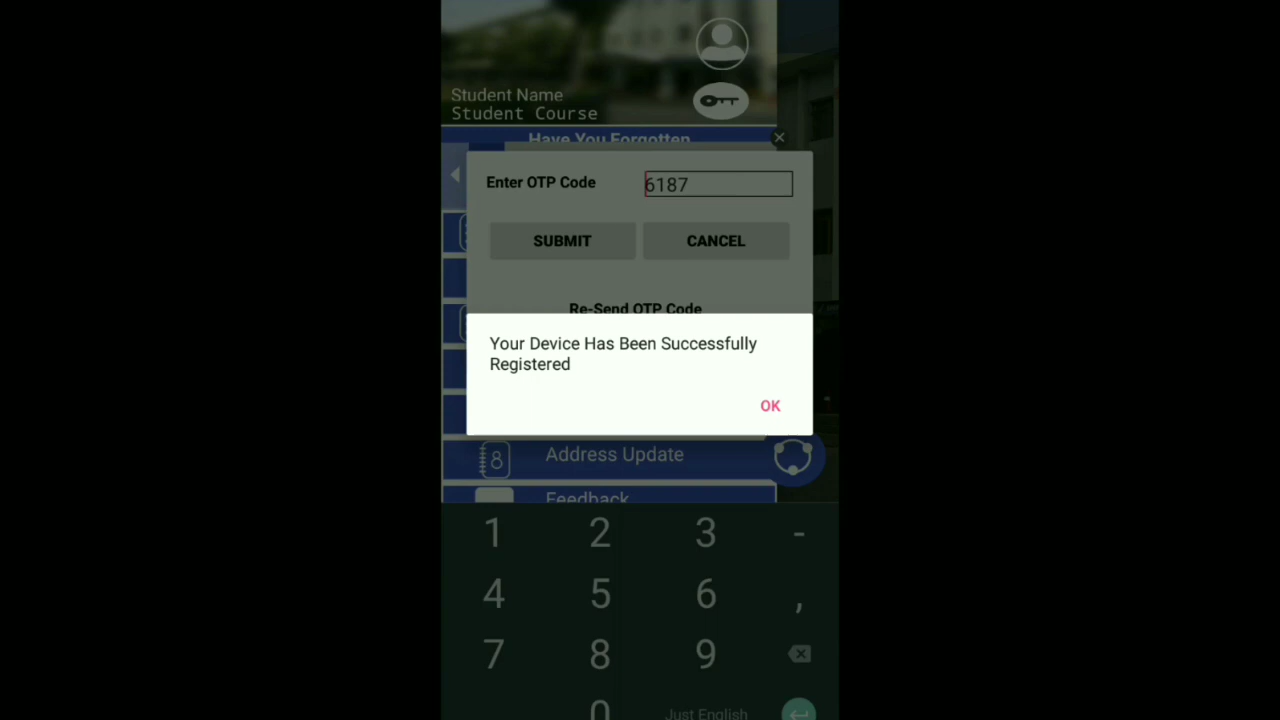 Student Name
Student Course
Have You Forgotten
Enter OTP Code
6187
SUBMIT
CANCEL
Re-Send OTP Code
Your Device Has Been Successfully
Registered
OK
8
Address Update
Feedback
1 2 3 -
4 5 6 ,
7 8 9
0
Just English